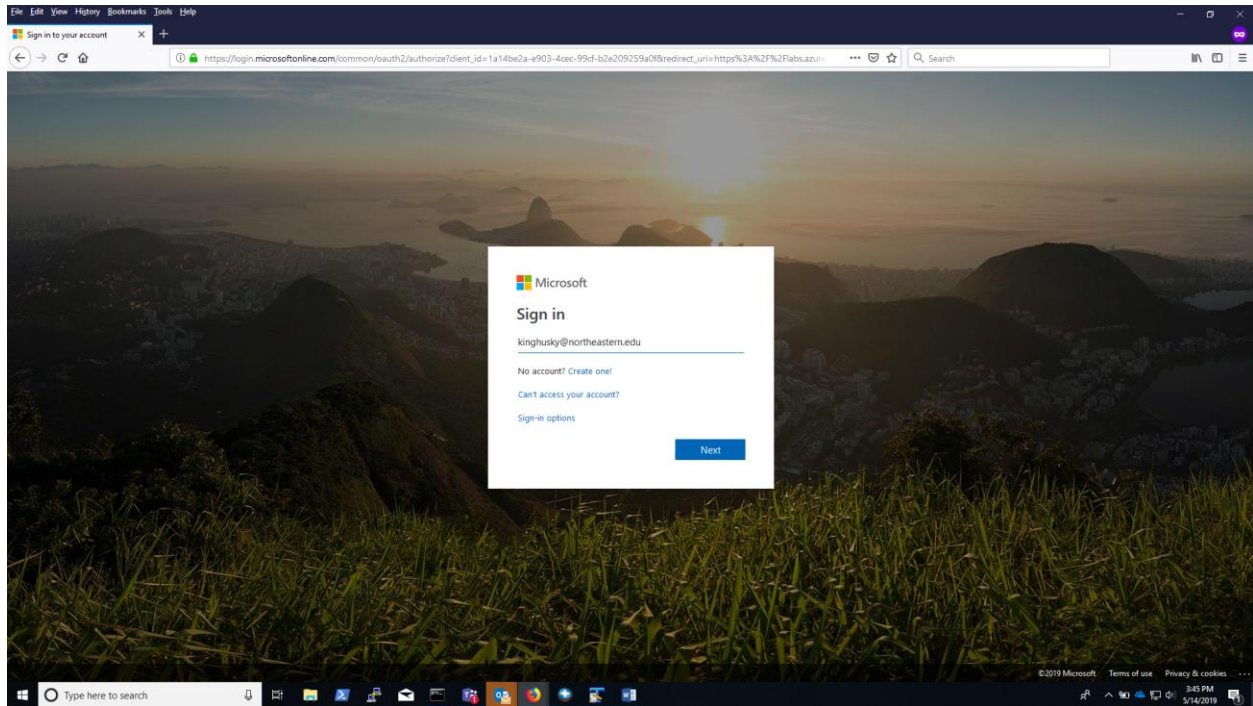 File Edit View History Bookmarks Tools Help
Sign in to your account
https://login.microsoftonline.com/common/oauth2/authorize?client_id=1a14be2a-e903-4cec-99cf-b2e209259a0f&redirect_uri=https%3A%2F%2Flabs.azure
Search
Microsoft
Sign in
kinghusky@northeastern.edu
No account? Create one!
Can't access your account?
Sign-in options
Next
©2019 Microsoft Terms of use Privacy & cookies ...
Type here to search
3:45 PM
5/14/2019